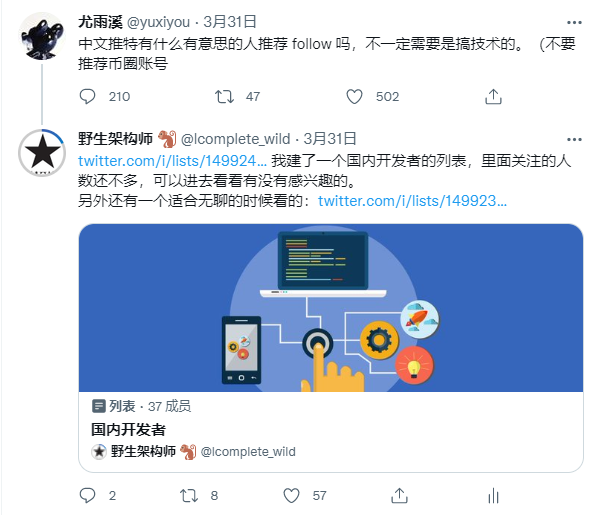 尤雨溪 @yuxiyou · 3月31日
中文推特有什么有意思的人推荐 follow 吗，不一定需要是搞技术的。（不要
推荐币圈账号
210 47 502
野生架构师 🐿️ @lcomplete_wild · 3月31日
twitter.com/i/lists/149924... 我建了一个国内开发者的列表，里面关注的人
数还不多，可以进去看看有没有感兴趣的。
另外还有一个适合无聊的时候看的：twitter.com/i/lists/149923...
列表 · 37 成员
国内开发者
野生架构师 🐿️ @lcomplete_wild
2 8 57